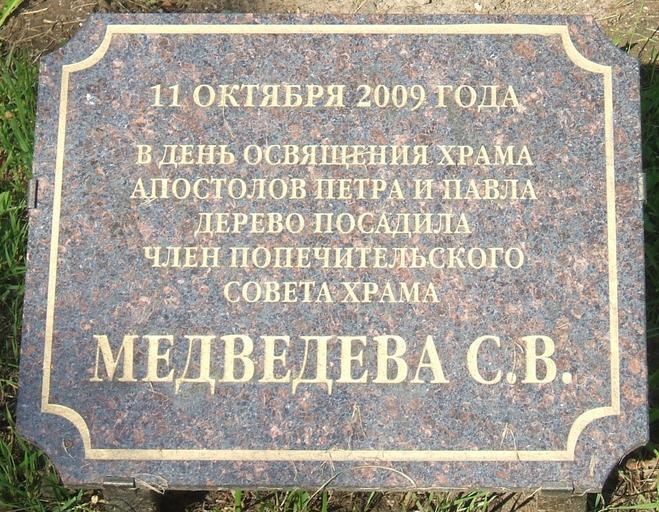 11 ОКТЯБРЯ 2009 ГОДА
В ДЕНЬ ОСВЯЩЕНИЯ ХРАМА
АПОСТОЛОВ ПЕТРА И ПАВЛА
ДЕРЕВО ПОСАДИЛА
ЧЛЕН ПОПЕЧИТЕЛЬСКОГО
СОВЕТА ХРАМА
МЕДВЕДЕВА С.В.